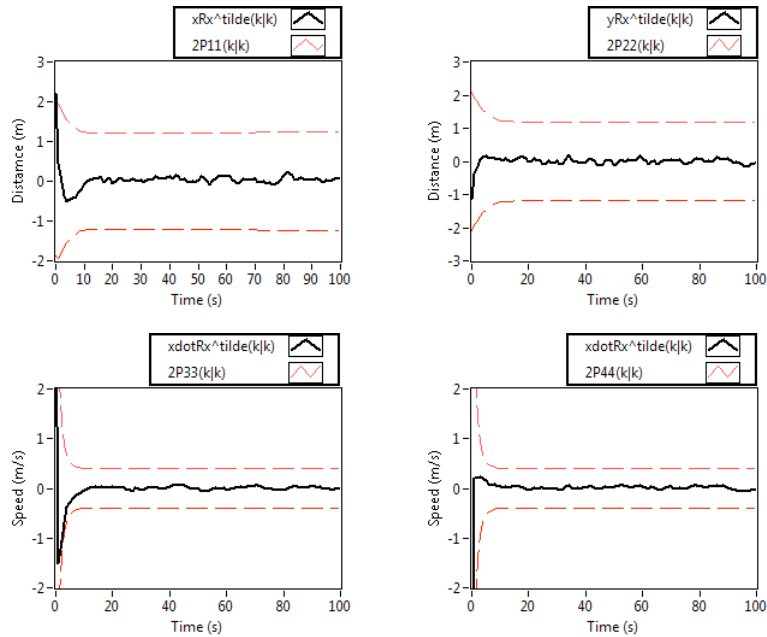 xRx^tilde(k|k)
2P11(k|k)
3
2
1
0
-1
-2
Distamce (m)
0 10 20 30 40 50 60 70 80 90 100
Time (s)
yRx^tilde(k|k)
2P22(k|k)
3
2
1
0
-1
-2
-3
Distance (m)
0 20 40 60 80 100
Time (s)
xdotRx^tilde(k|k)
2P33(k|k)
2
1
0
-1
-2
Speed (m/s)
0 20 40 60 80 100
Time (s)
xdotRx^tilde(k|k)
2P44(k|k)
2
1
0
-1
-2
Speed (m/s)
0 20 40 60 80 100
Time (s)